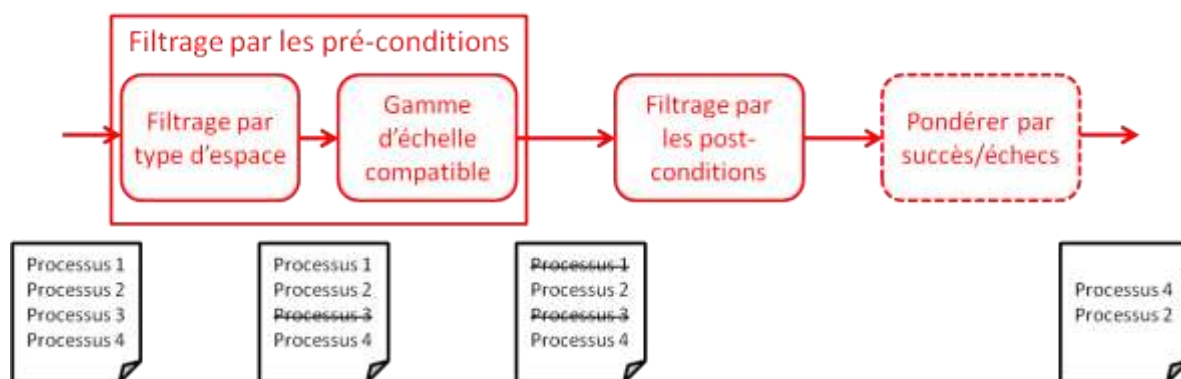 Filtrage par les pré-conditions
Filtrage par
type d'espace
Gamme
d'échelle
compatible
Filtrage par
les post-
conditions
Pondérer par
succès/échecs
Processus 1
Processus 2
Processus 3
Processus 4
Processus 1
Processus 2
Processus 3
Processus 4
Processus 1
Processus 2
Processus 3
Processus 4
Processus 4
Processus 2